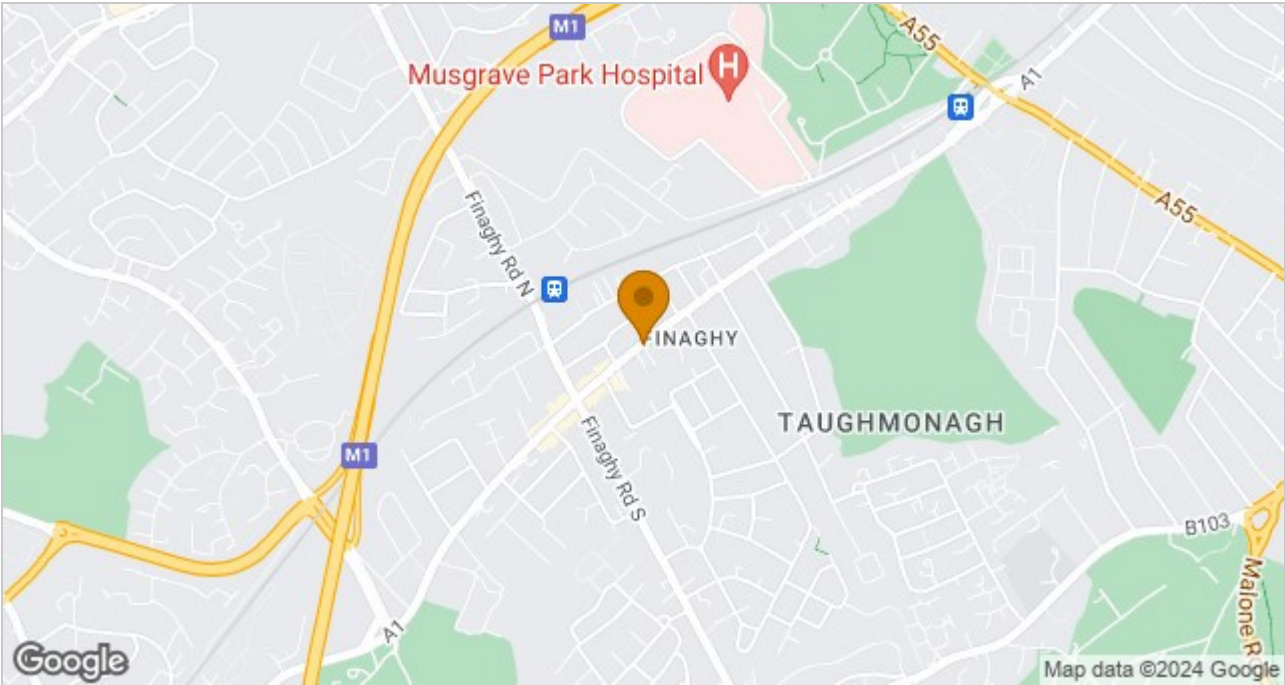 M1
A55
Musgrave Park Hospital
H
A1
Finaghy Rd N
A55
FINAGHY
TAUGHMONAGH
M1
Finaghy Rd S
B103
A1
Malone Rd
Google
Map data ©2024 Google